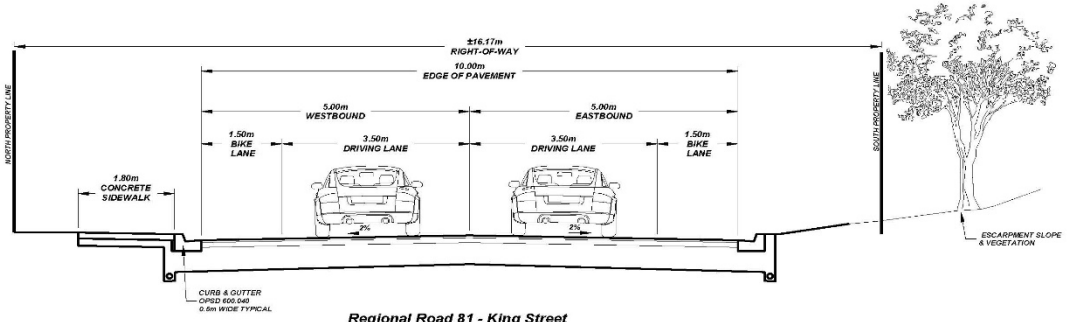 ±16.17m
RIGHT-OF-WAY
10.00m
EDGE OF PAVEMENT
5.00m
WESTBOUND
5.00m
EASTBOUND
1.50m
BIKE
LANE
3.50m
DRIVING LANE
3.50m
DRIVING LANE
1.50m
BIKE
LANE
NORTH PROPERTY LINE
SOUTH PROPERTY LINE
1.80m
CONCRETE
SIDEWALK
2%
2%
ESCARPMENT SLOPE
& VEGETATION
CURB & GUTTER
OPSD 600.040
0.5m WIDE TYPICAL
Regional Road 81 - King Street